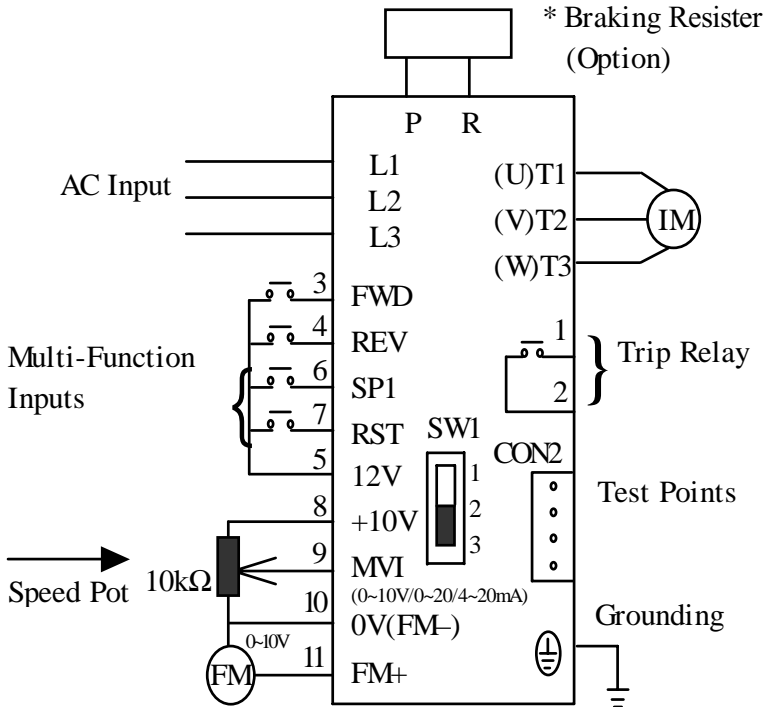 * Braking Resister
(Option)
P R
AC Input
L1
L2
L3
(U)T1
(V)T2
(W)T3
IM
3 FWD
4 REV
6 SP1
7 RST
5 12V
Multi-Function
Inputs
1
2
Trip Relay
SW1
1
2
3
CON2
Test Points
8 +10V
9 MVI
(0~10V/0~20/4~20mA)
10 0V(FM–)
11 FM+
10kΩ
Speed Pot
0~10V
FM
Grounding